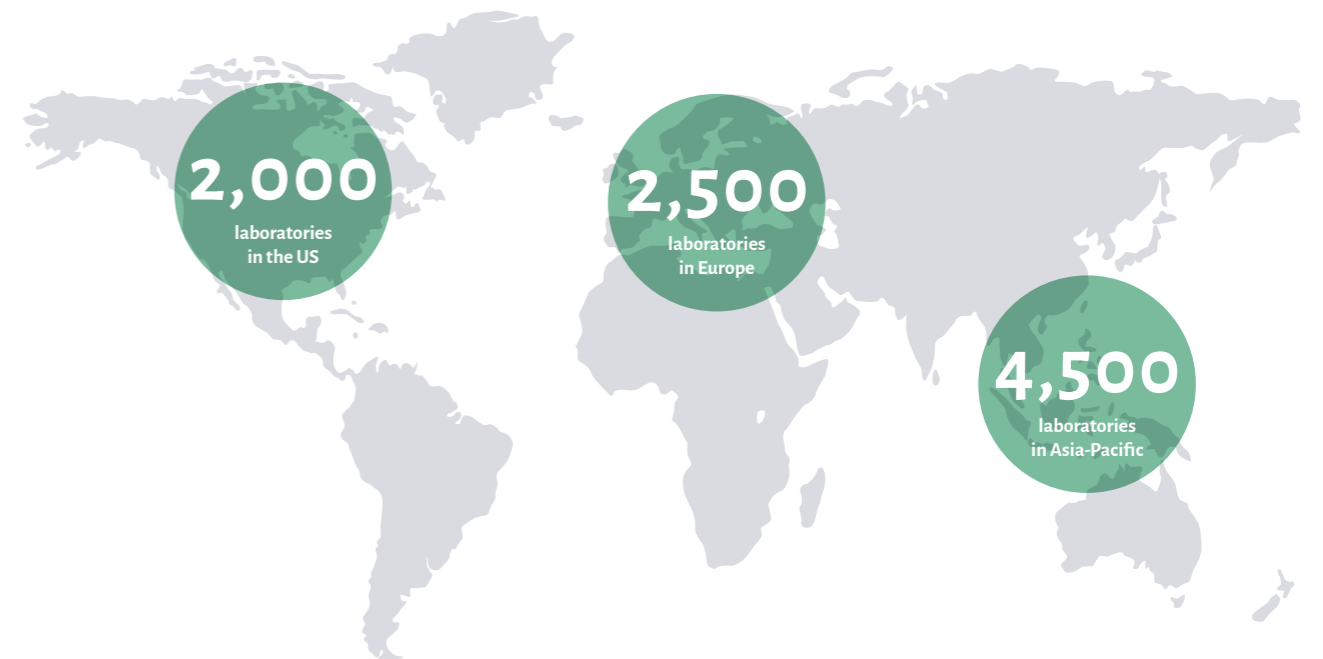 2,000
laboratories
in the US
2,500
laboratories
in Europe
4,500
laboratories
in Asia-Pacific